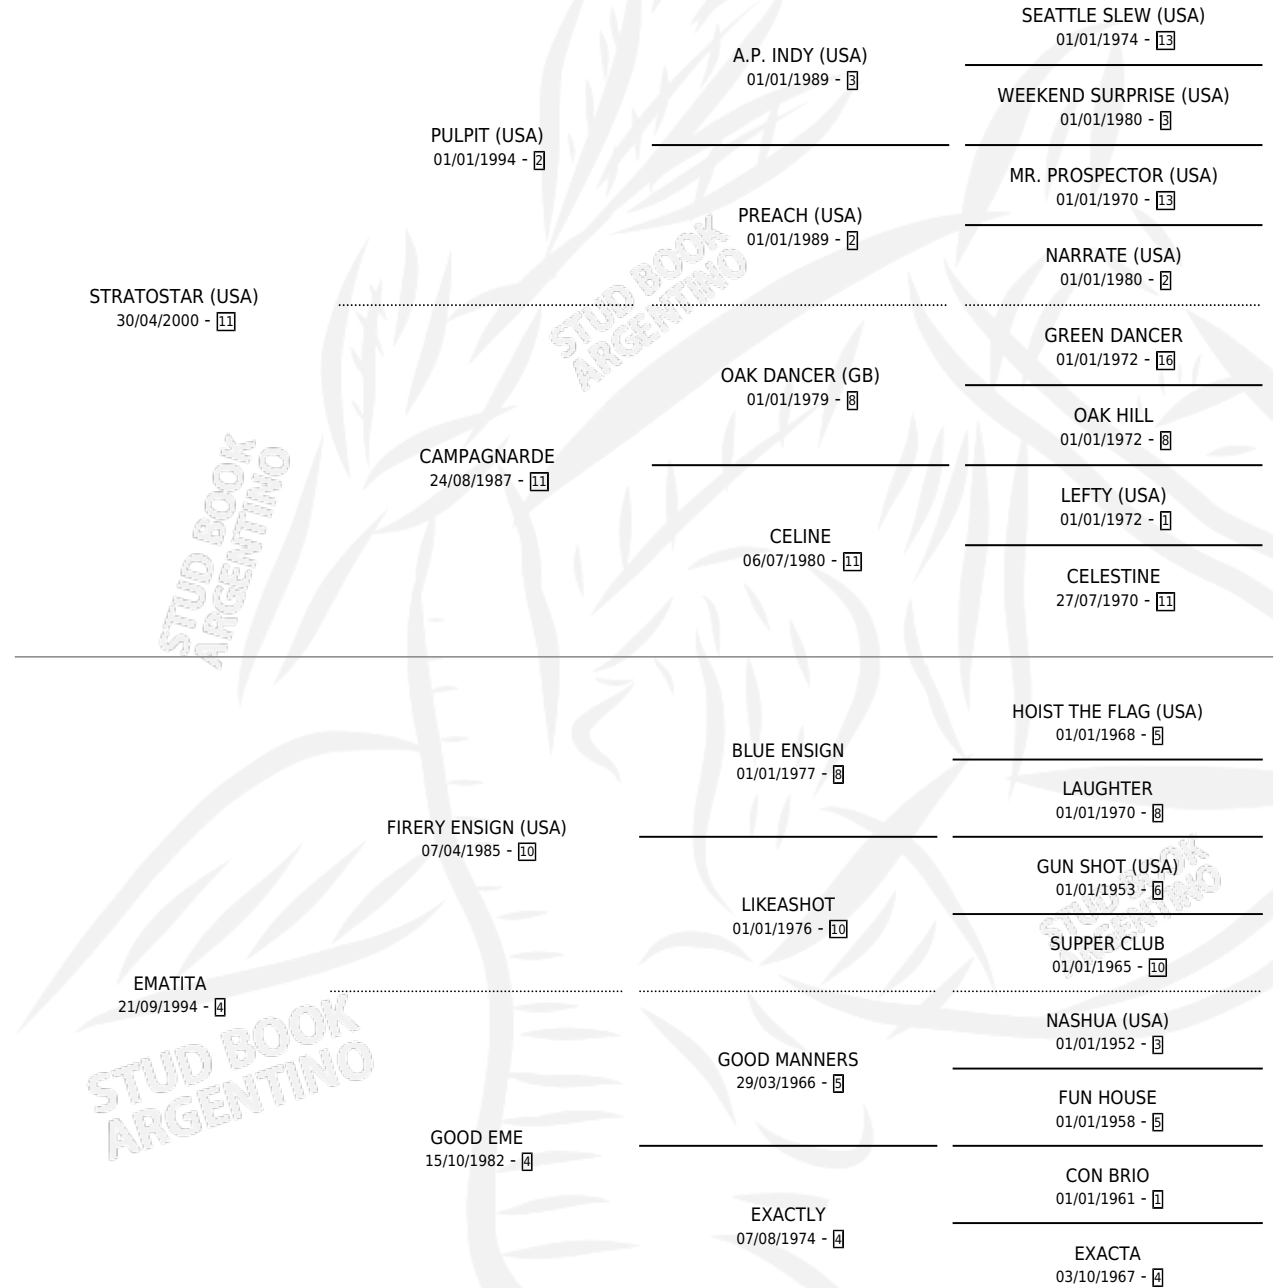 SEATTLE SLEW (USA)
01/01/1974 - 13
A.P. INDY (USA)
01/01/1989 - 3
WEEKEND SURPRISE (USA)
01/01/1980 - 3
PULPIT (USA)
01/01/1994 - 2
MR. PROSPECTOR (USA)
01/01/1970 - 13
PREACH (USA)
01/01/1989 - 2
NARRATE (USA)
01/01/1980 - 2
STRATOSTAR (USA)
30/04/2000 - 11
GREEN DANCER
01/01/1972 - 16
OAK DANCER (GB)
01/01/1979 - 8
OAK HILL
01/01/1972 - 8
CAMPAGNARDE
24/08/1987 - 11
LEFTY (USA)
01/01/1972 - 1
CELINE
06/07/1980 - 11
CELESTINE
27/07/1970 - 11
HOIST THE FLAG (USA)
01/01/1968 - 5
BLUE ENSIGN
01/01/1977 - 8
LAUGHTER
01/01/1970 - 8
FIRERY ENSIGN (USA)
07/04/1985 - 10
GUN SHOT (USA)
01/01/1953 - 6
LIKEASHOT
01/01/1976 - 10
SUPPER CLUB
01/01/1965 - 10
EMATITA
21/09/1994 - 4
NASHUA (USA)
01/01/1952 - 3
GOOD MANNERS
29/03/1966 - 5
FUN HOUSE
01/01/1958 - 5
GOOD EME
15/10/1982 - 4
CON BRIO
01/01/1961 - 1
EXACTLY
07/08/1974 - 4
EXACTA
03/10/1967 - 4
STUD BOOK
ARGENTINO
STUD BOOK
ARGENTINO
STUD BOOK
ARGENTINO
STUD BOOK
ARGENTINO